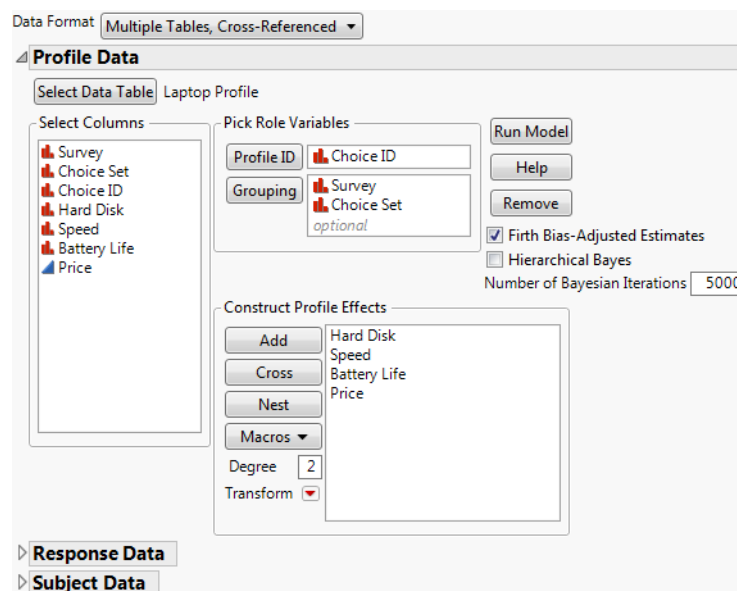 Data Format Multiple Tables, Cross-Referenced
Profile Data
Select Data Table Laptop Profile
Select Columns
Survey
Choice Set
Choice ID
Hard Disk
Speed
Battery Life
Price
Pick Role Variables
Profile ID Choice ID
Grouping Survey
Choice Set
optional
Run Model
Help
Remove
Firth Bias-Adjusted Estimates
Hierarchical Bayes
Number of Bayesian Iterations 5000
Construct Profile Effects
Add
Cross
Nest
Macros
Degree 2
Transform
Hard Disk
Speed
Battery Life
Price
Response Data
Subject Data